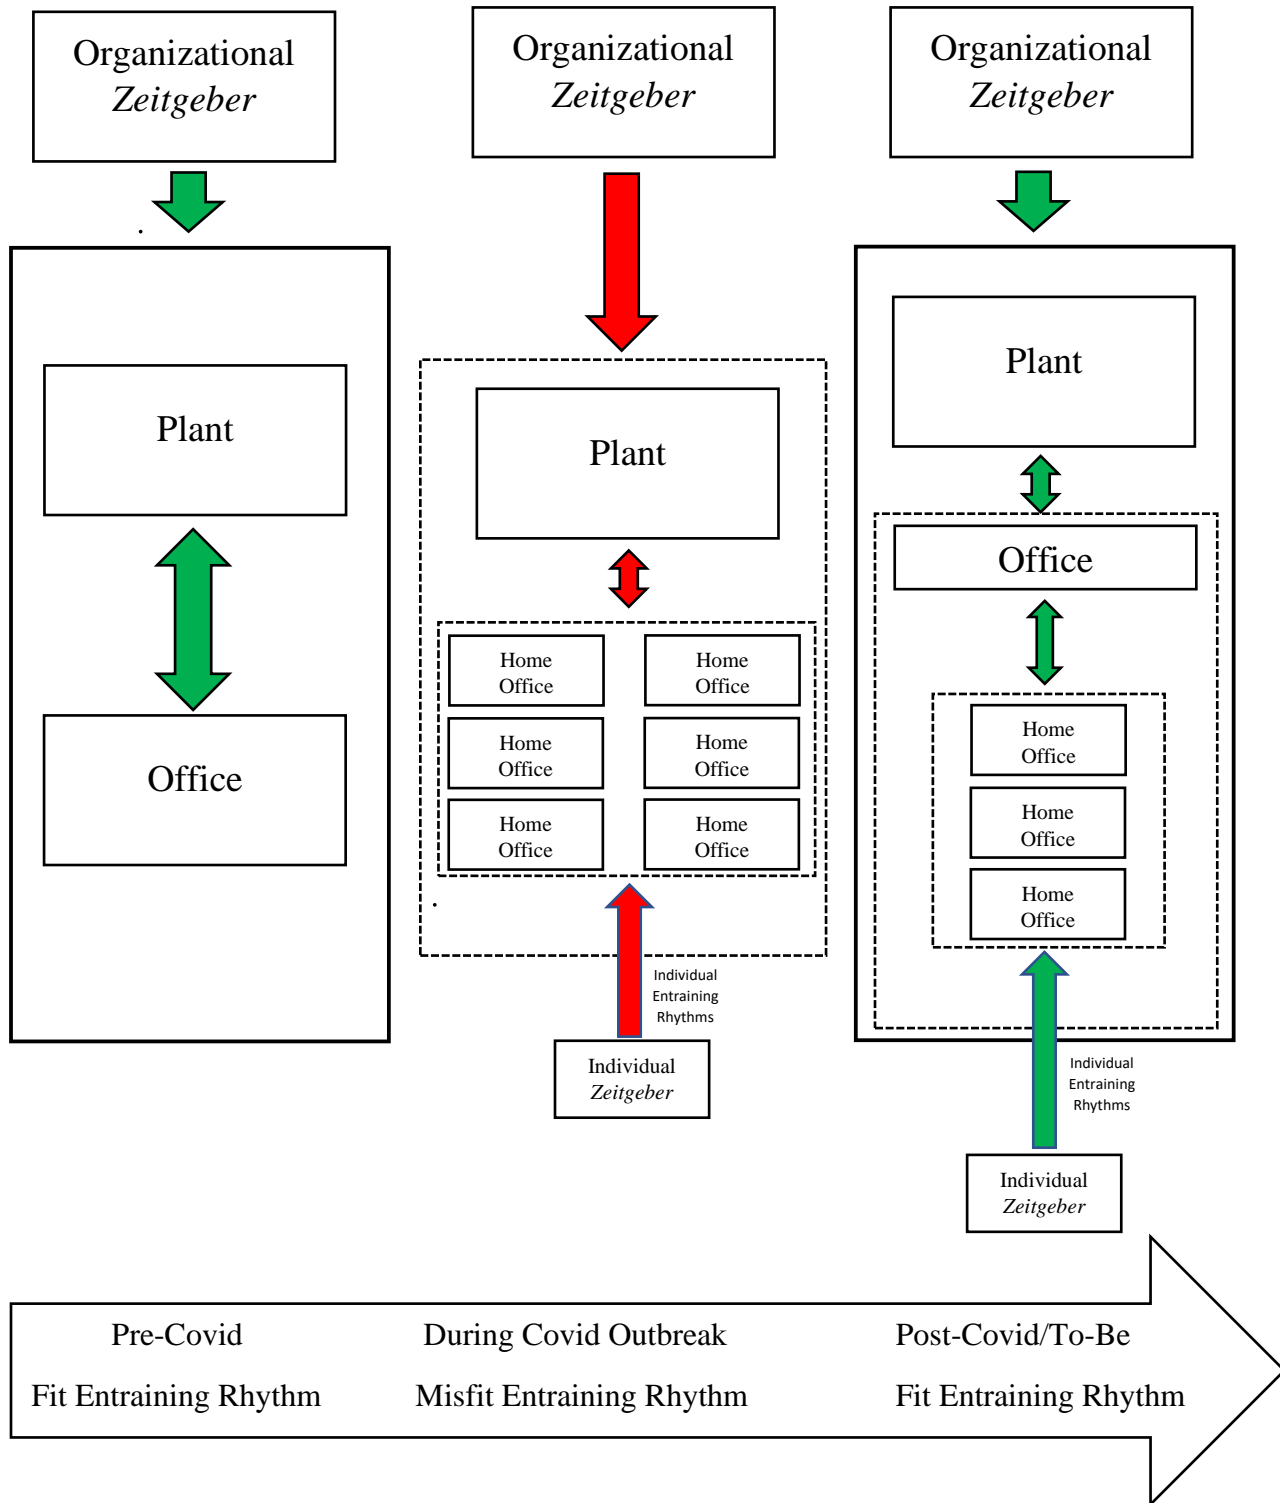 Organizational
Zeitgeber
Plant
Office
Organizational
Zeitgeber
Plant
Home
Office
Home
Office
Home
Office
Home
Office
Home
Office
Home
Office
Individual
Entraining
Rhythms
Individual
Zeitgeber
Organizational
Zeitgeber
Plant
Office
Home
Office
Home
Office
Home
Office
Individual
Entraining
Rhythms
Individual
Zeitgeber
Pre-Covid
Fit Entraining Rhythm
During Covid Outbreak
Misfit Entraining Rhythm
Post-Covid/To-Be
Fit Entraining Rhythm